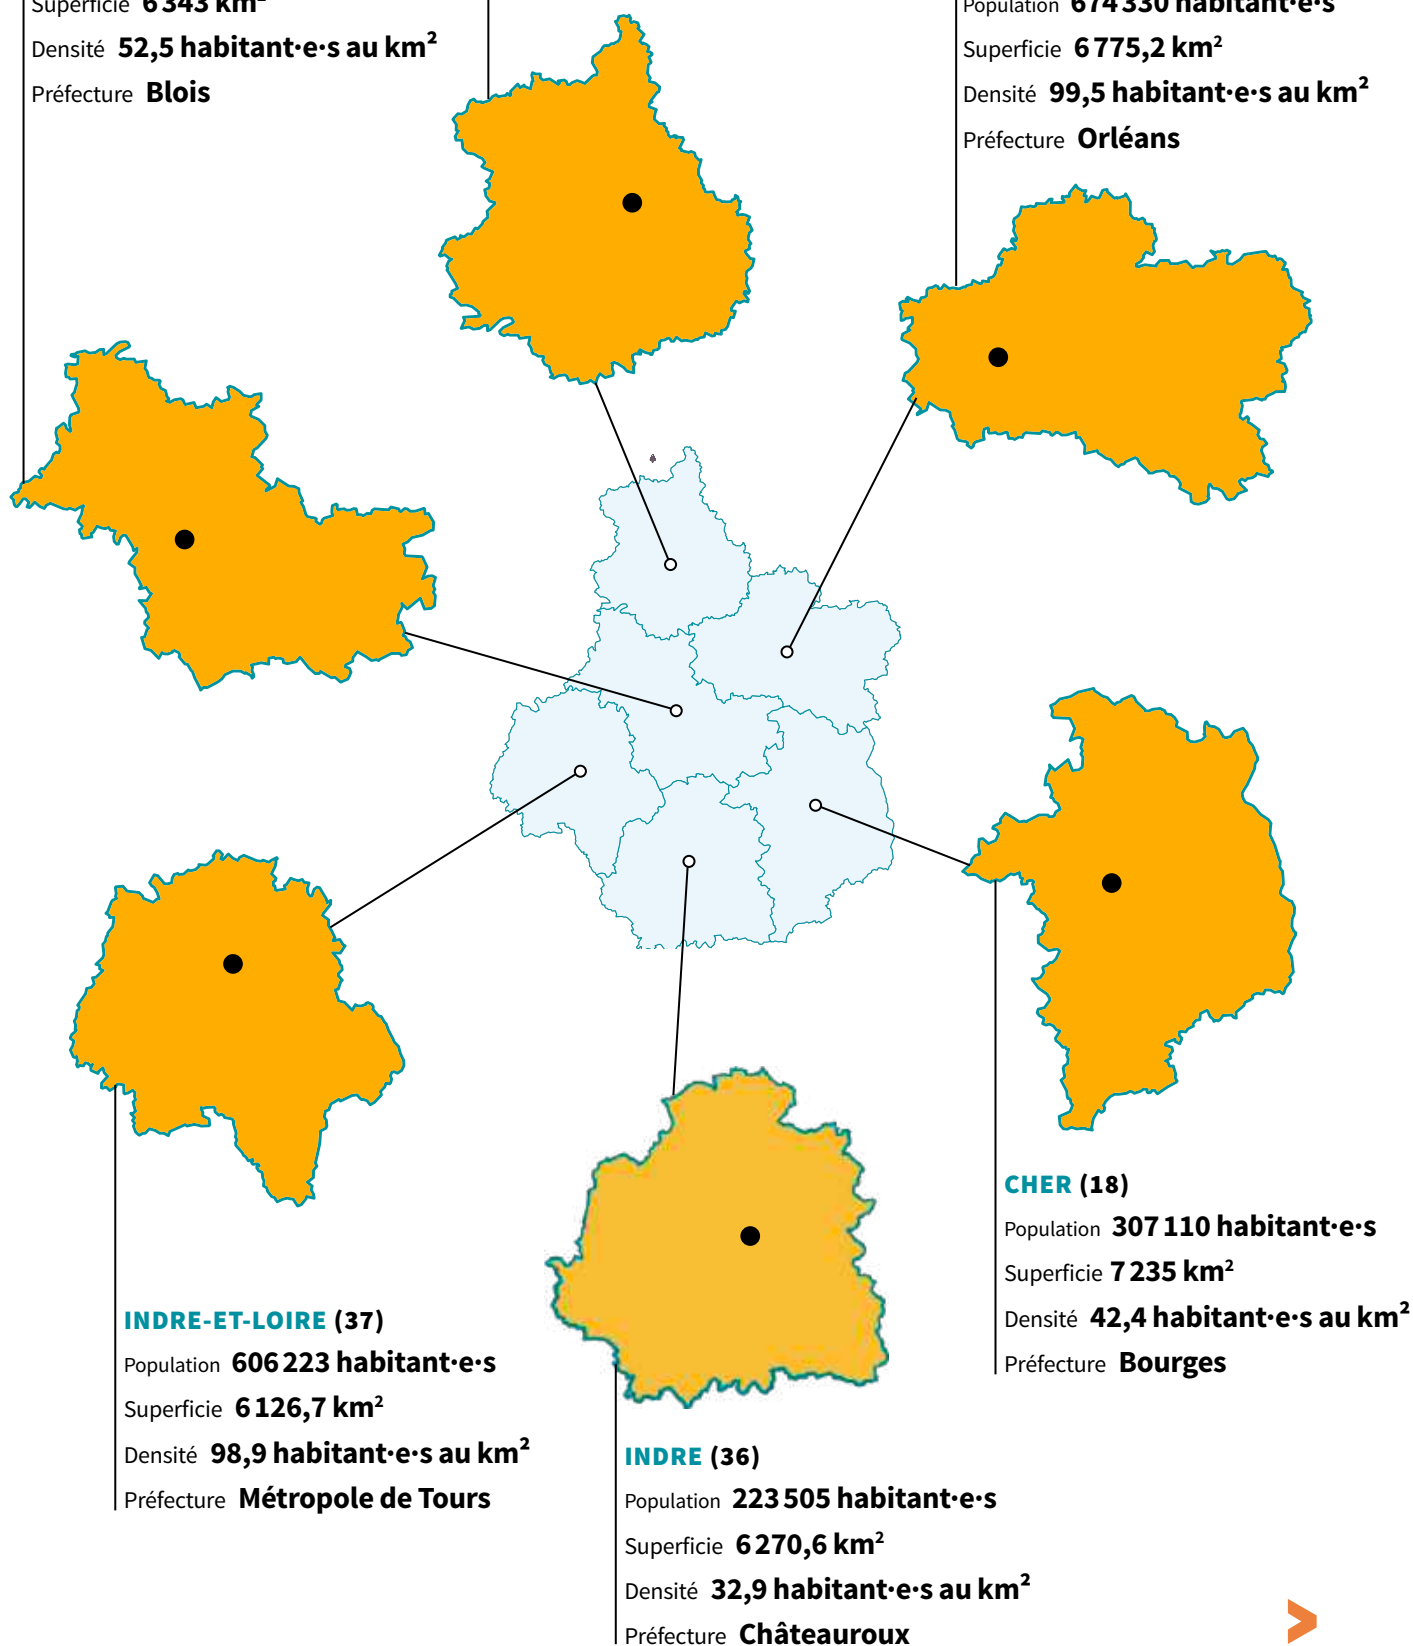 Superficie 6 343 km²
Densité 52,5 habitant·e·s au km²
Préfecture Blois
Population 674 330 habitant·e·s
Superficie 6 775,2 km²
Densité 99,5 habitant·e·s au km²
Préfecture Orléans
CHER (18)
Population 307 110 habitant·e·s
Superficie 7 235 km²
Densité 42,4 habitant·e·s au km²
Préfecture Bourges
INDRE-ET-LOIRE (37)
Population 606 223 habitant·e·s
Superficie 6 126,7 km²
Densité 98,9 habitant·e·s au km²
Préfecture Métropole de Tours
INDRE (36)
Population 223 505 habitant·e·s
Superficie 6 270,6 km²
Densité 32,9 habitant·e·s au km²
Préfecture Châteauroux
>